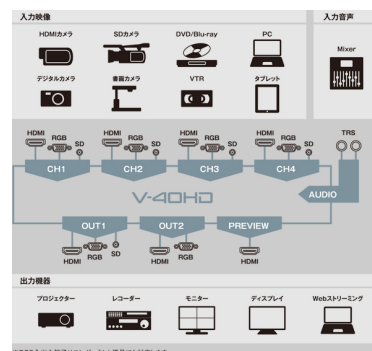 入力映像
入力音声
HDMIカメラ
SDカメラ
DVD/Blu-ray
PC
Mixer
デジタルカメラ
書画カメラ
VTR
タブレット
HDMI RGB SD
HDMI RGB SD
HDMI RGB SD
HDMI RGB SD
TRS
CH1
CH2
CH3
CH4
AUDIO
V-40HD
OUT1
OUT2
PREVIEW
HDMI RGB SD
HDMI RGB
HDMI
出力機器
プロジェクター
レコーダー
モニター
ディスプレイ
Webストリーミング